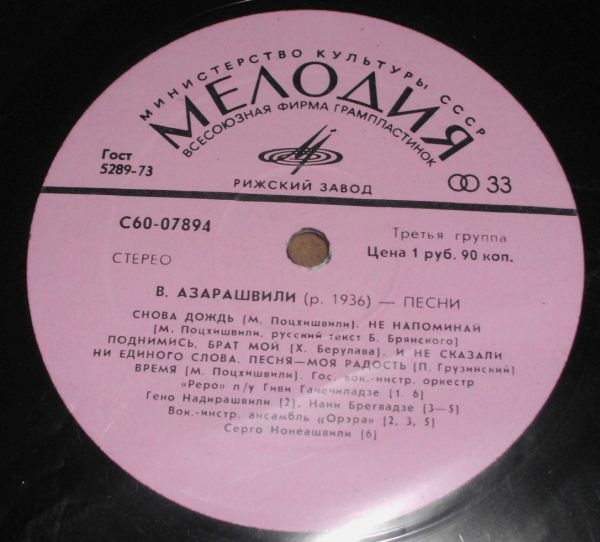 МИНИСТЕРСТВО КУЛЬТУРЫ СССР
МЕЛОДИЯ
ВСЕСОЮЗНАЯ ФИРМА ГРАМПЛАСТИНОК
Гост
5289-73
РИЖСКИЙ ЗАВОД
33
С60-07894
Третья группа
Цена 1 руб. 90 коп.
СТЕРЕО
В. АЗАРАШВИЛИ (р. 1936) — ПЕСНИ
СНОВА ДОЖДЬ (М. Поцхишвили). НЕ НАПОМИНАЙ
(М. Поцхишвили, русский текст Б. Брянского)
ПОДНИМИСЬ, БРАТ МОЙ (Х. Берулава). И НЕ СКАЗАЛИ
НИ ЕДИНОГО СЛОВА. ПЕСНЯ—МОЯ РАДОСТЬ (П. Грузинский)
ВРЕМЯ (М. Поцхишвили). Гос. вок.-инстр. оркестр
«Реро» п/у Гиви Гачечиладзе (1. 6)
Гено Надирашвили (2). Нани Брегвадзе (3—5)
Вок.-инстр. ансамбль «Орэра» (2, 3, 5)
Серго Нонеашвили (6)